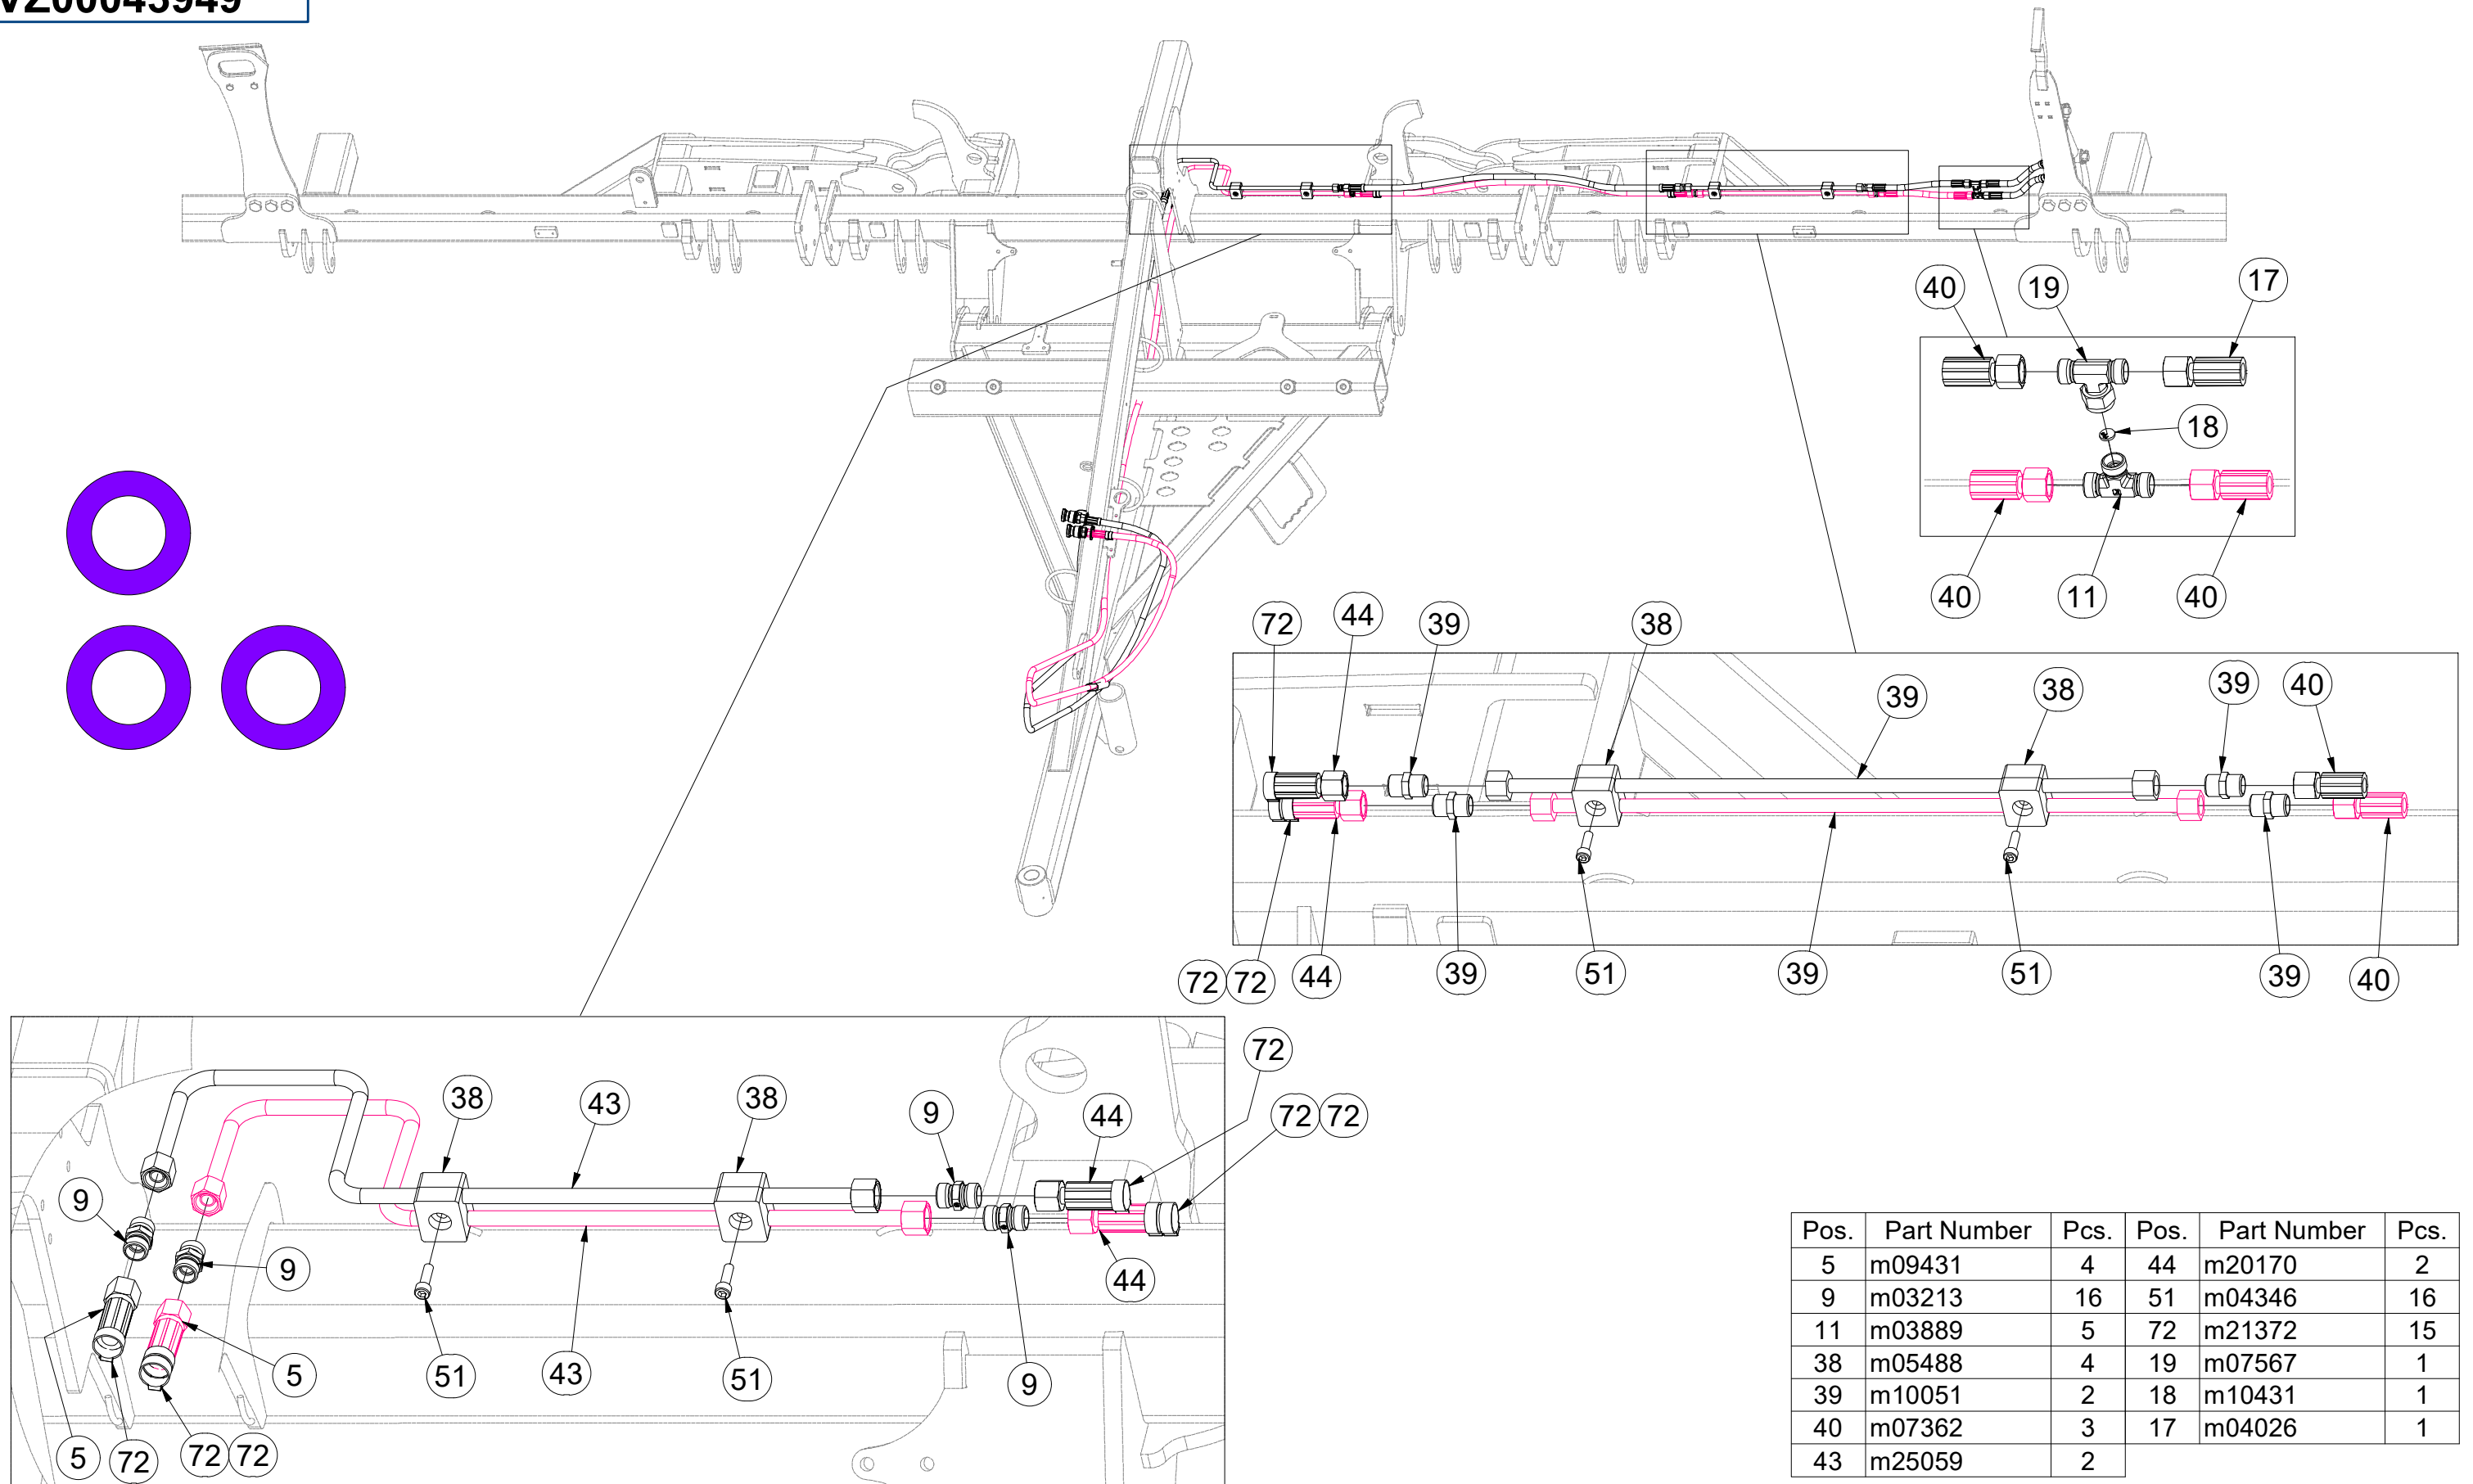 40 19 17
18
40 11 40
72 44 39 38 39 38 39 40
72 72 44 39 51 39 51 39 40
72
38 43 38 9 44 72 72
9 9 44
5 51 43 51 9
5 72 72 72
Pos. Part Number Pcs. Pos. Part Number Pcs.
5 m09431 4 44 m20170 2
9 m03213 16 51 m04346 16
11 m03889 5 72 m21372 15
38 m05488 4 19 m07567 1
39 m10051 2 18 m10431 1
40 m07362 3 17 m04026 1
43 m25059 2